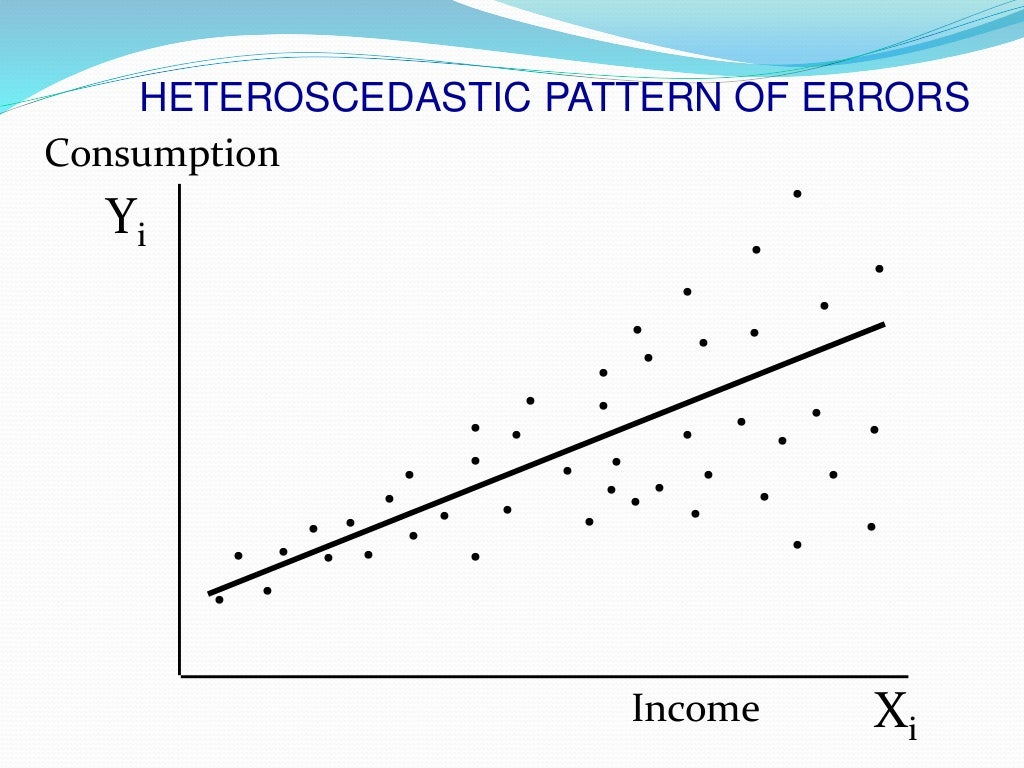 HETEROSCEDASTIC PATTERN OF ERRORS
Consumption
Yi
Income
Xi